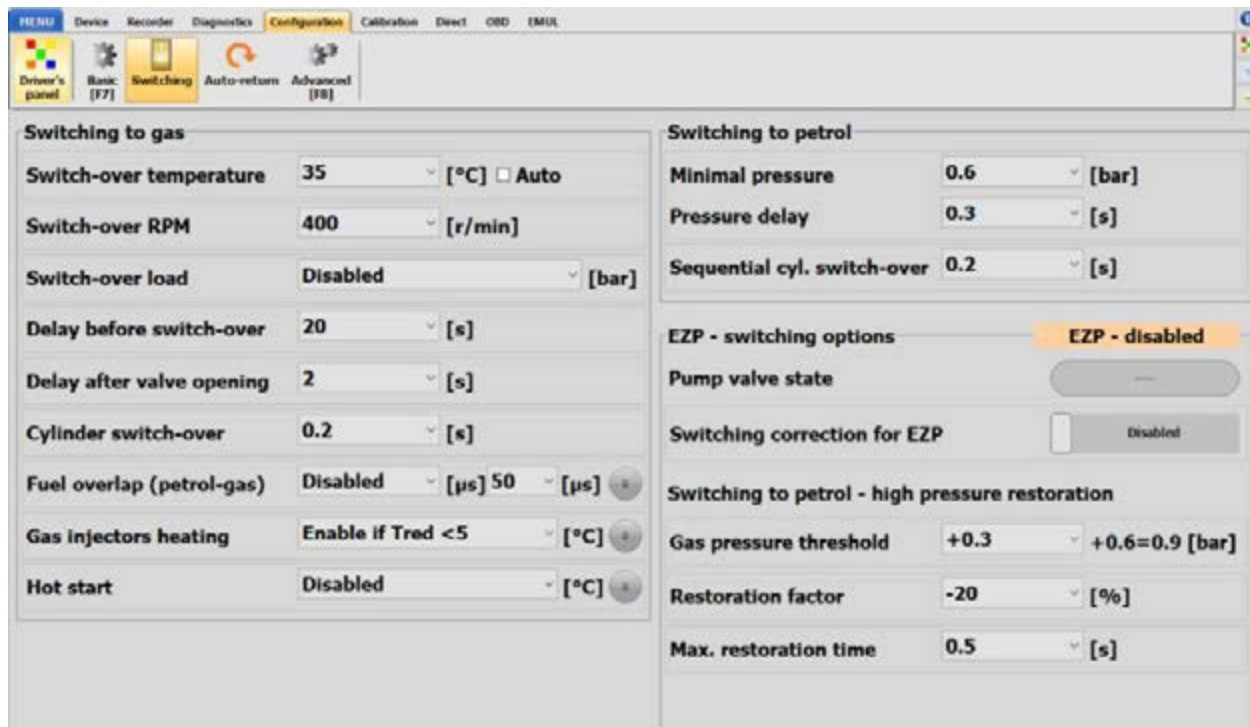 MENU Device Recorder Diagnostics Configuration Calibration Direct OBD EMUL
Driver's panel
Basic [F7]
Switching
Auto-return
Advanced [F8]
Switching to gas
Switch-over temperature 35 [°C] Auto
Switch-over RPM 400 [r/min]
Switch-over load Disabled [bar]
Delay before switch-over 20 [s]
Delay after valve opening 2 [s]
Cylinder switch-over 0.2 [s]
Fuel overlap (petrol-gas) Disabled [µs] 50 [µs]
Gas injectors heating Enable if Tred <5 [°C]
Hot start Disabled [°C]
Switching to petrol
Minimal pressure 0.6 [bar]
Pressure delay 0.3 [s]
Sequential cyl. switch-over 0.2 [s]
EZP - switching options EZP - disabled
Pump valve state ---
Switching correction for EZP Disabled
Switching to petrol - high pressure restoration
Gas pressure threshold +0.3 +0.6=0.9 [bar]
Restoration factor -20 [%]
Max. restoration time 0.5 [s]